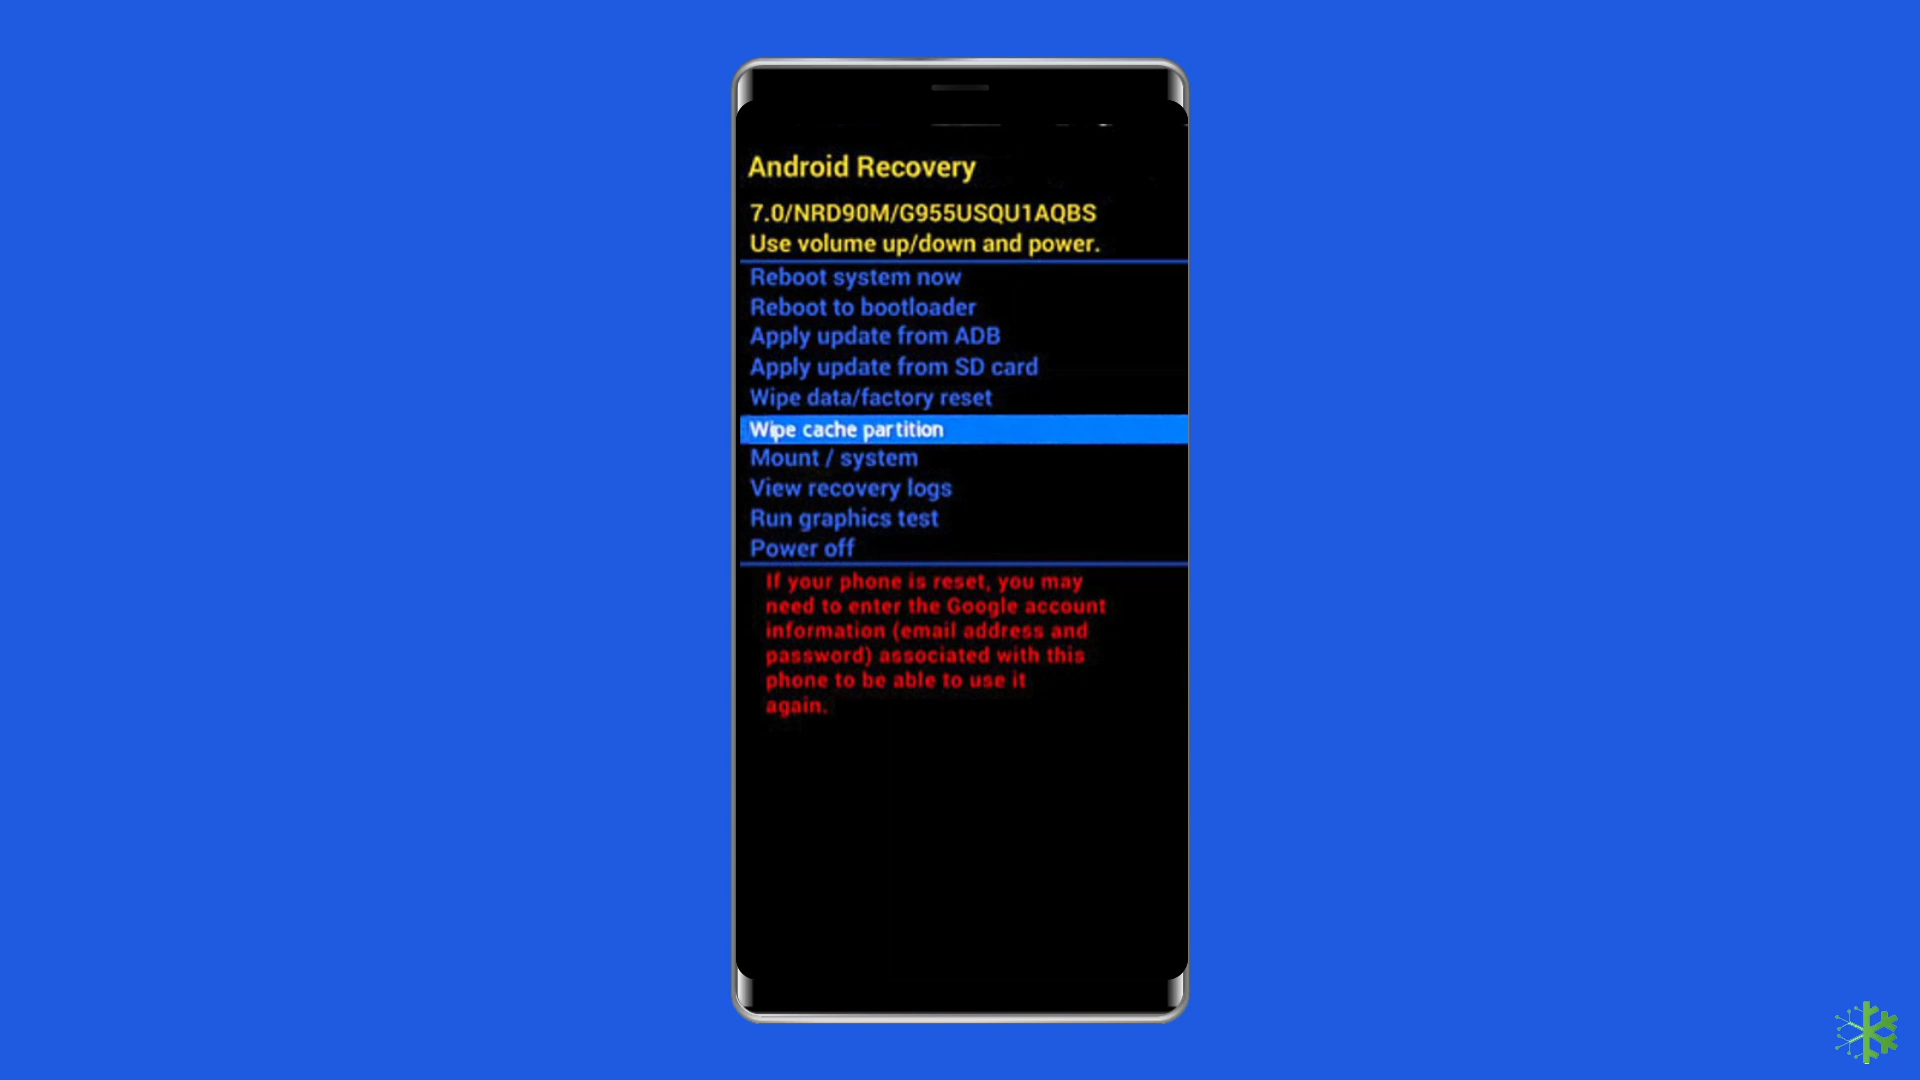 Android Recovery
7.0/NRD90M/G955USQU1AQBS
Use volume up/down and power.
Reboot system now
Reboot to bootloader
Apply update from ADB
Apply update from SD card
Wipe data/factory reset
Wipe cache partition
Mount / system
View recovery logs
Run graphics test
Power off
If your phone is reset, you may
need to enter the Google account
information (email address and
password) associated with this
phone to be able to use it
again.